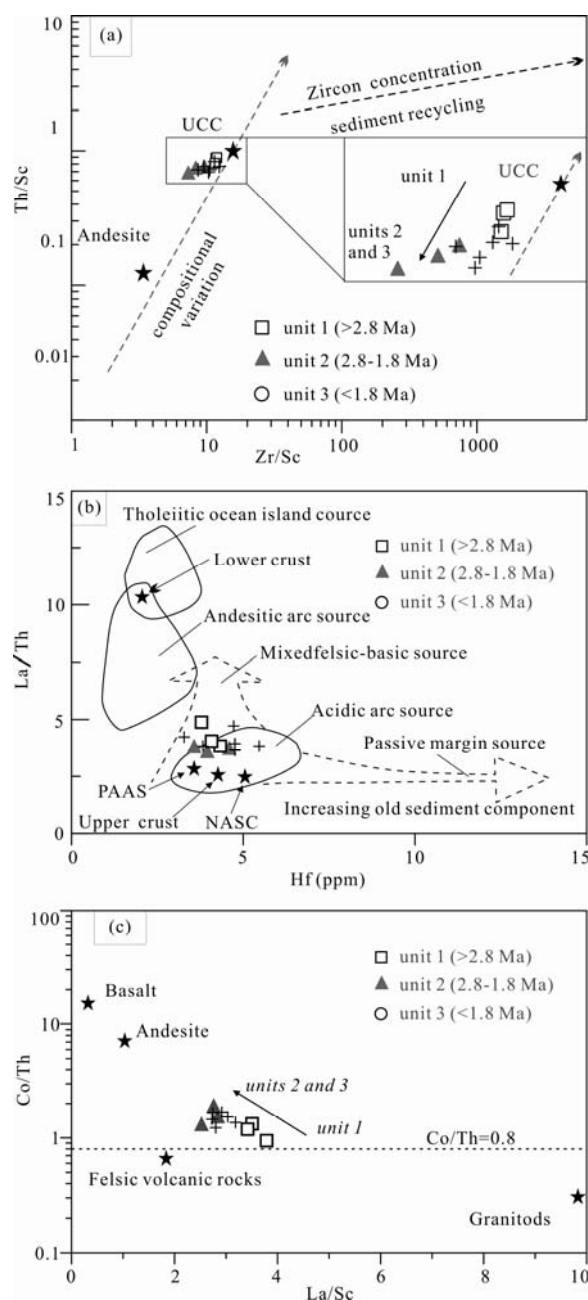 (a)
10
1
0.1
0.01
Th/Sc
Zircon concentration
sediment recycling
UCC
Andesite
compositional
variation
unit 1
UCC
units 2
and 3
unit 1 (>2.8 Ma)
unit 2 (2.8-1.8 Ma)
unit 3 (<1.8 Ma)
1
10
100
1000
Zr/Sc
(b)
15
10
5
0
La/Th
Tholeiitic ocean island cource
Lower crust
unit 1 (>2.8 Ma)
unit 2 (2.8-1.8 Ma)
unit 3 (<1.8 Ma)
Andesitic arc source
Mixedfelsic-basic source
Acidic arc source
Passive margin source
PAAS
Upper crust
NASC
Increasing old sediment component
0
5
10
15
Hf (ppm)
(c)
100
10
1
0.1
Co/Th
Basalt
Andesite
unit 1 (>2.8 Ma)
unit 2 (2.8-1.8 Ma)
unit 3 (<1.8 Ma)
units 2 and 3
unit 1
Co/Th=0.8
Felsic volcanic rocks
Granitods
0
2
4
6
8
10
La/Sc